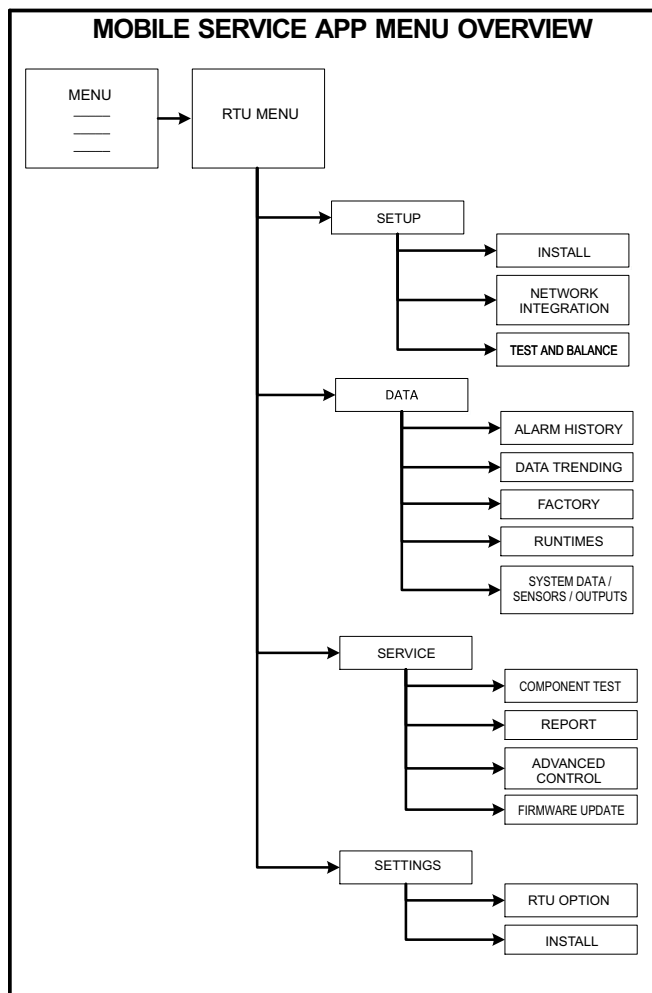 MOBILE SERVICE APP MENU OVERVIEW
MENU
RTU MENU
SETUP
INSTALL
NETWORK
INTEGRATION
TEST AND BALANCE
DATA
ALARM HISTORY
DATA TRENDING
FACTORY
RUNTIMES
SYSTEM DATA /
SENSORS / OUTPUTS
SERVICE
COMPONENT TEST
REPORT
ADVANCED
CONTROL
FIRMWARE UPDATE
SETTINGS
RTU OPTION
INSTALL